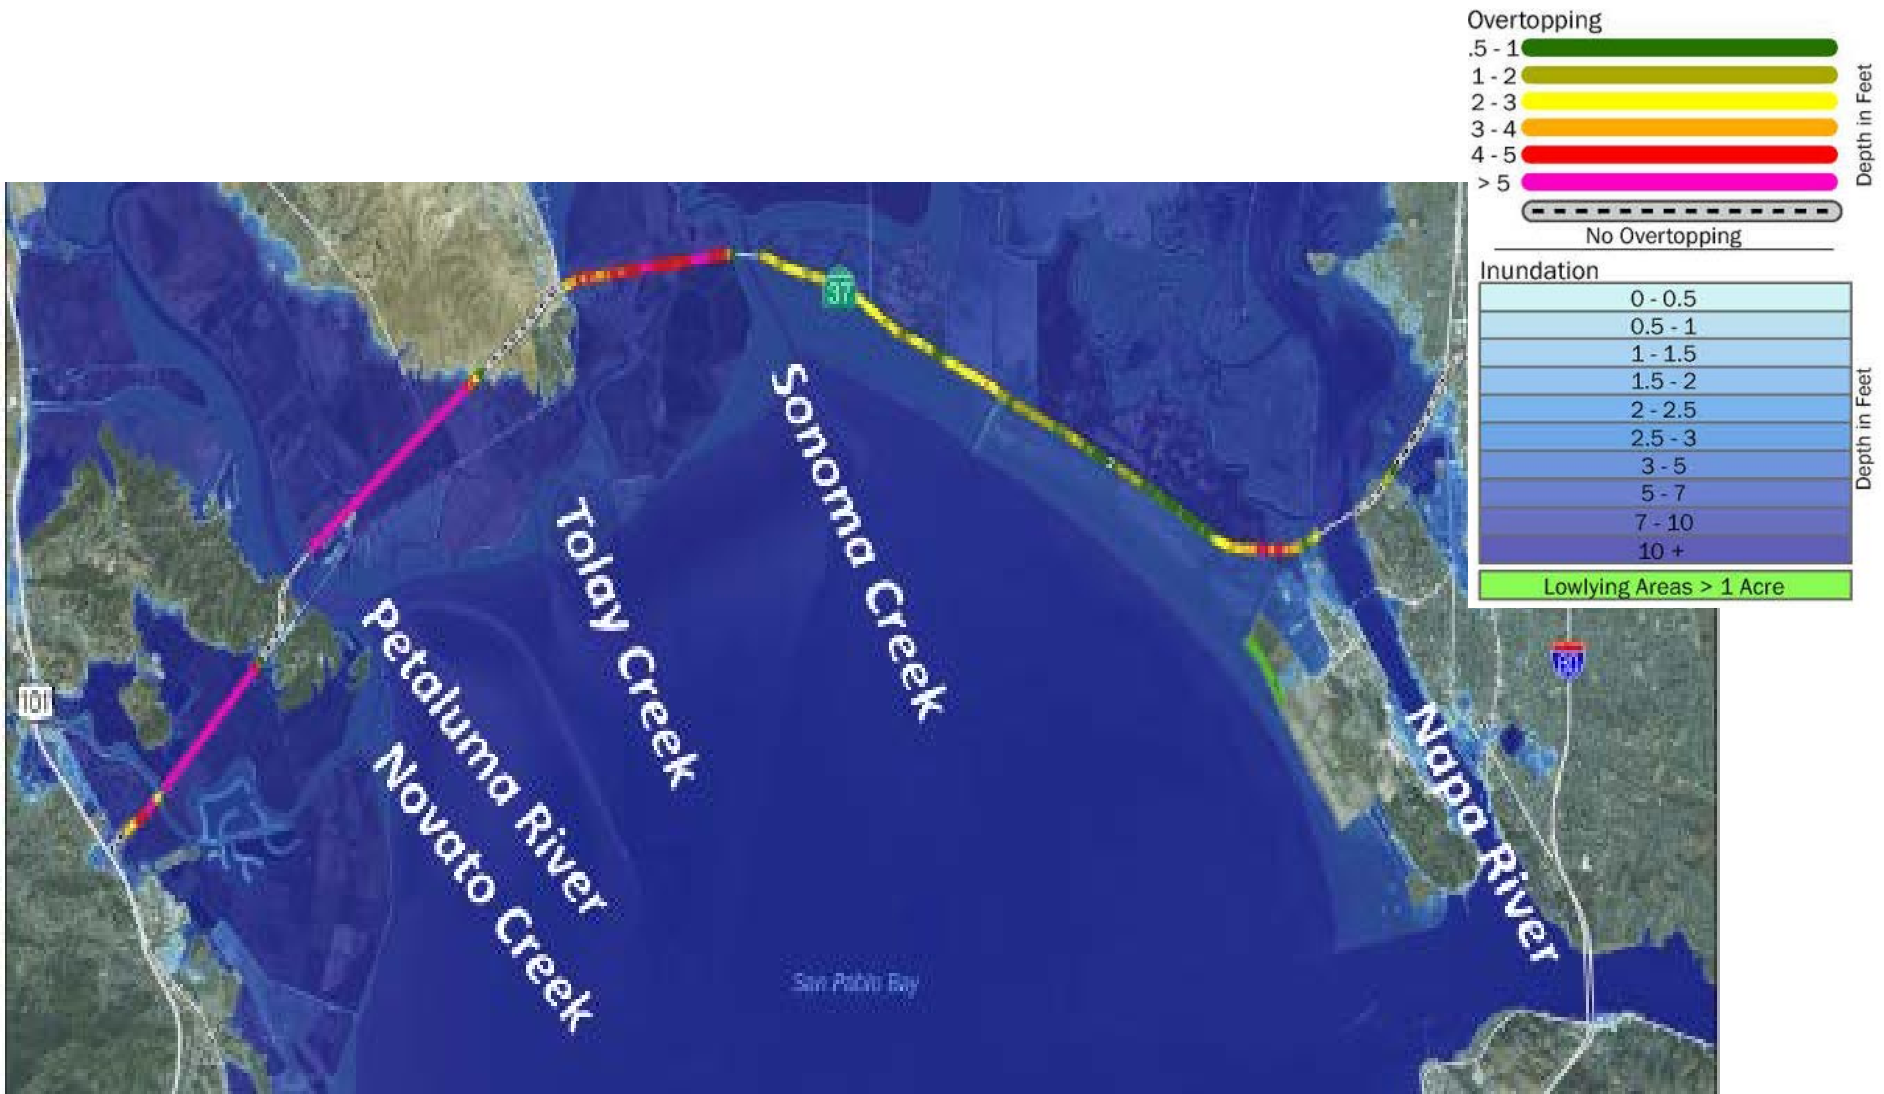 Overtopping
.5 - 1
1 - 2
2 - 3
3 - 4
4 - 5
> 5
Depth in Feet
No Overtopping
Inundation
0 - 0.5
0.5 - 1
1 - 1.5
1.5 - 2
2 - 2.5
2.5 - 3
3 - 5
5 - 7
7 - 10
10 +
Depth in Feet
Lowlying Areas > 1 Acre
37
Sonoma Creek
Tolay Creek
Petaluma River
Novato Creek
Napa River
101
San Pablo Bay